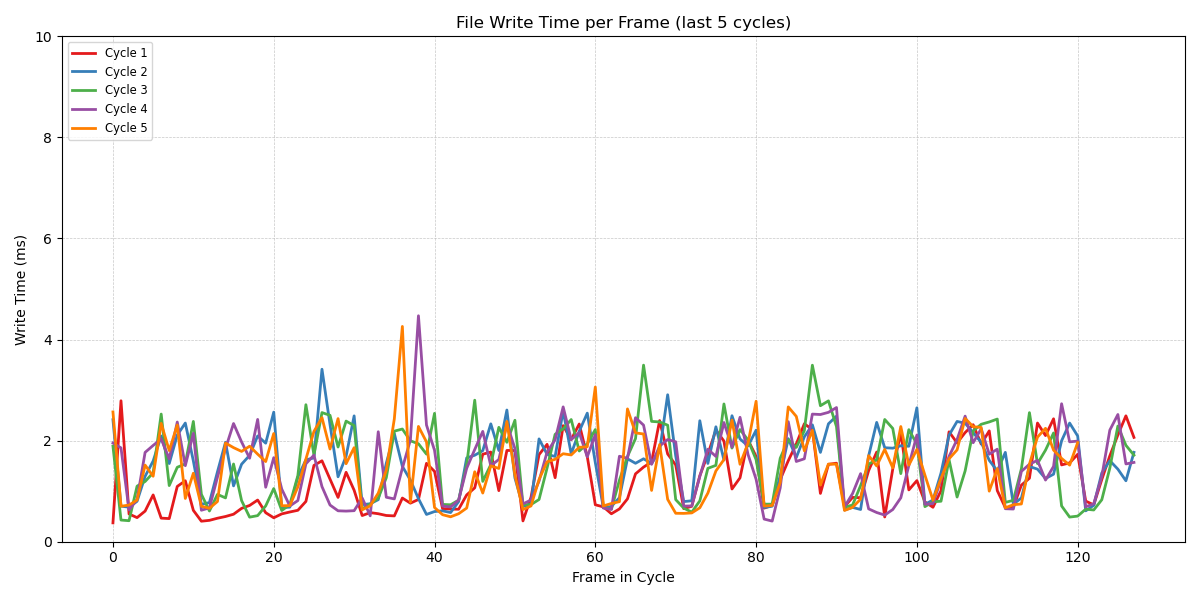 File Write Time per Frame (last 5 cycles)
Cycle 1
Cycle 2
Cycle 3
Cycle 4
Cycle 5
Write Time (ms)
10
8
6
4
2
0
0 20 40 60 80 100 120
Frame in Cycle